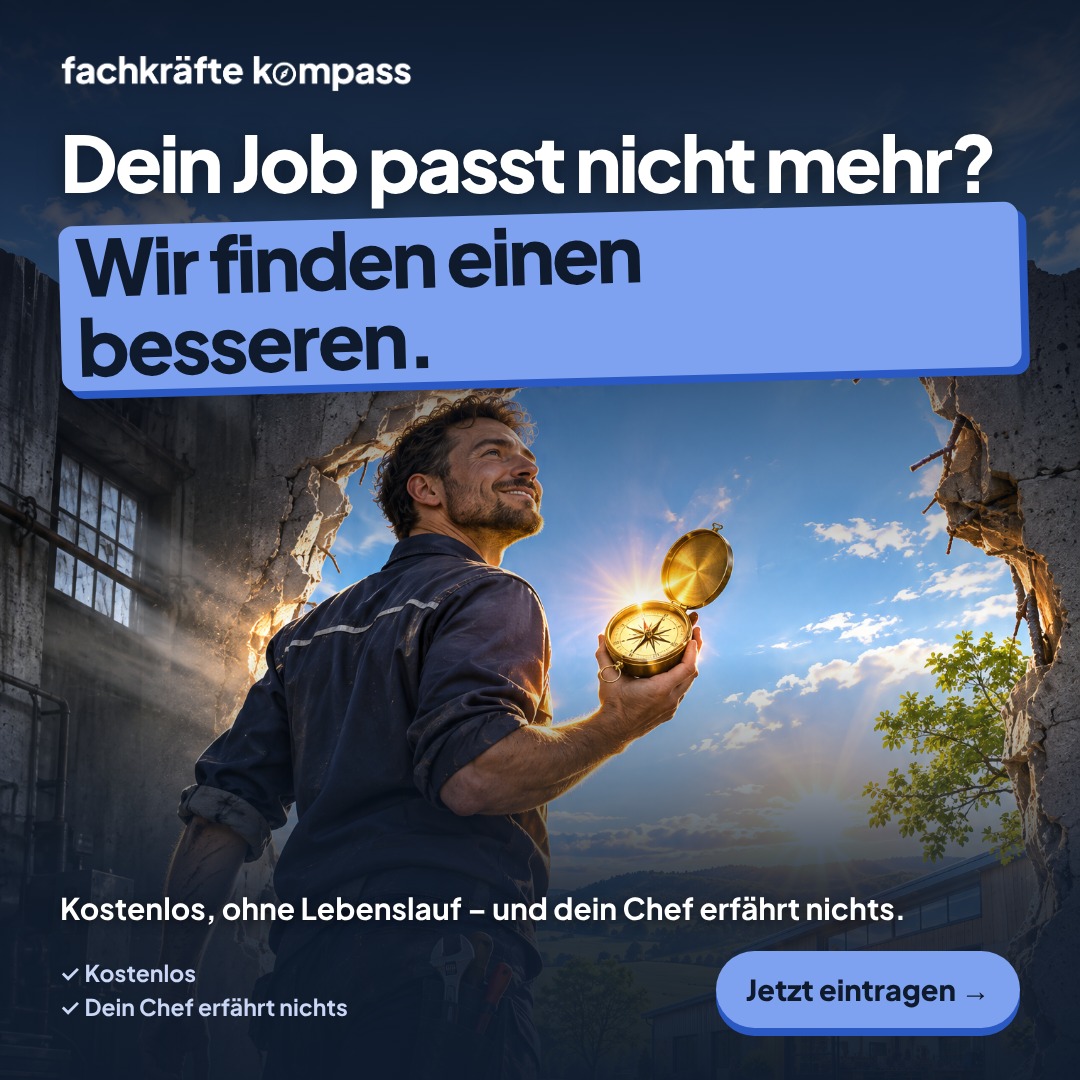 fachkräfte kompass
Dein Job passt nicht mehr?
Wir finden einen
besseren.
Kostenlos, ohne Lebenslauf – und dein Chef erfährt nichts.
✓ Kostenlos
✓ Dein Chef erfährt nichts
Jetzt eintragen →